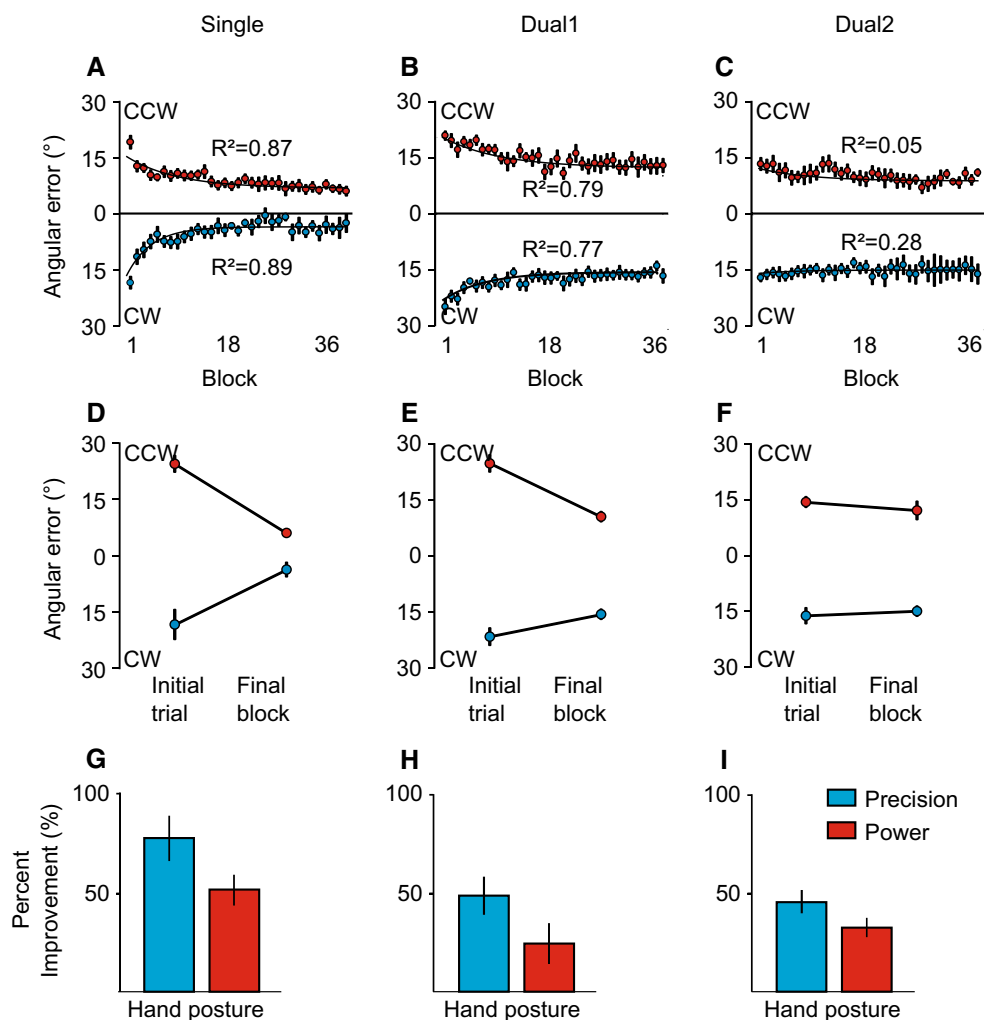 Single
Dual1
Dual2
A
B
C
Angular error (°)
30
15
0
15
30
CCW
R²=0.87
R²=0.89
CW
1
18
36
Block
30
15
0
15
30
CCW
R²=0.79
R²=0.77
CW
1
18
36
Block
30
15
0
15
30
CCW
R²=0.05
R²=0.28
CW
1
18
36
Block
D
E
F
Angular error (°)
30
15
0
15
30
CCW
CW
Initial
trial
Final
block
30
15
0
15
30
CCW
CW
Initial
trial
Final
block
30
15
0
15
30
CCW
CW
Initial
trial
Final
block
G
H
I
Percent
Improvement (%)
100
50
Hand posture
100
50
Hand posture
100
50
Precision
Power
Hand posture